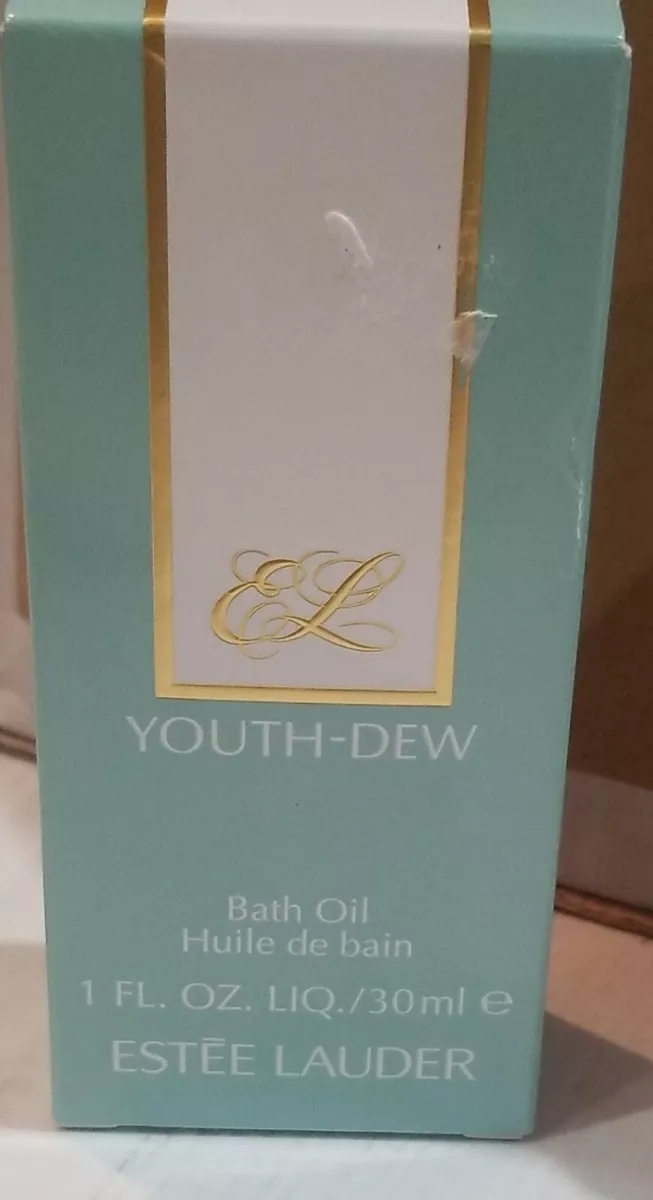 EL
YOUTH-DEW
Bath Oil
Huile de bain
1 FL. OZ. LIQ./30ml e
ESTĒE LAUDER